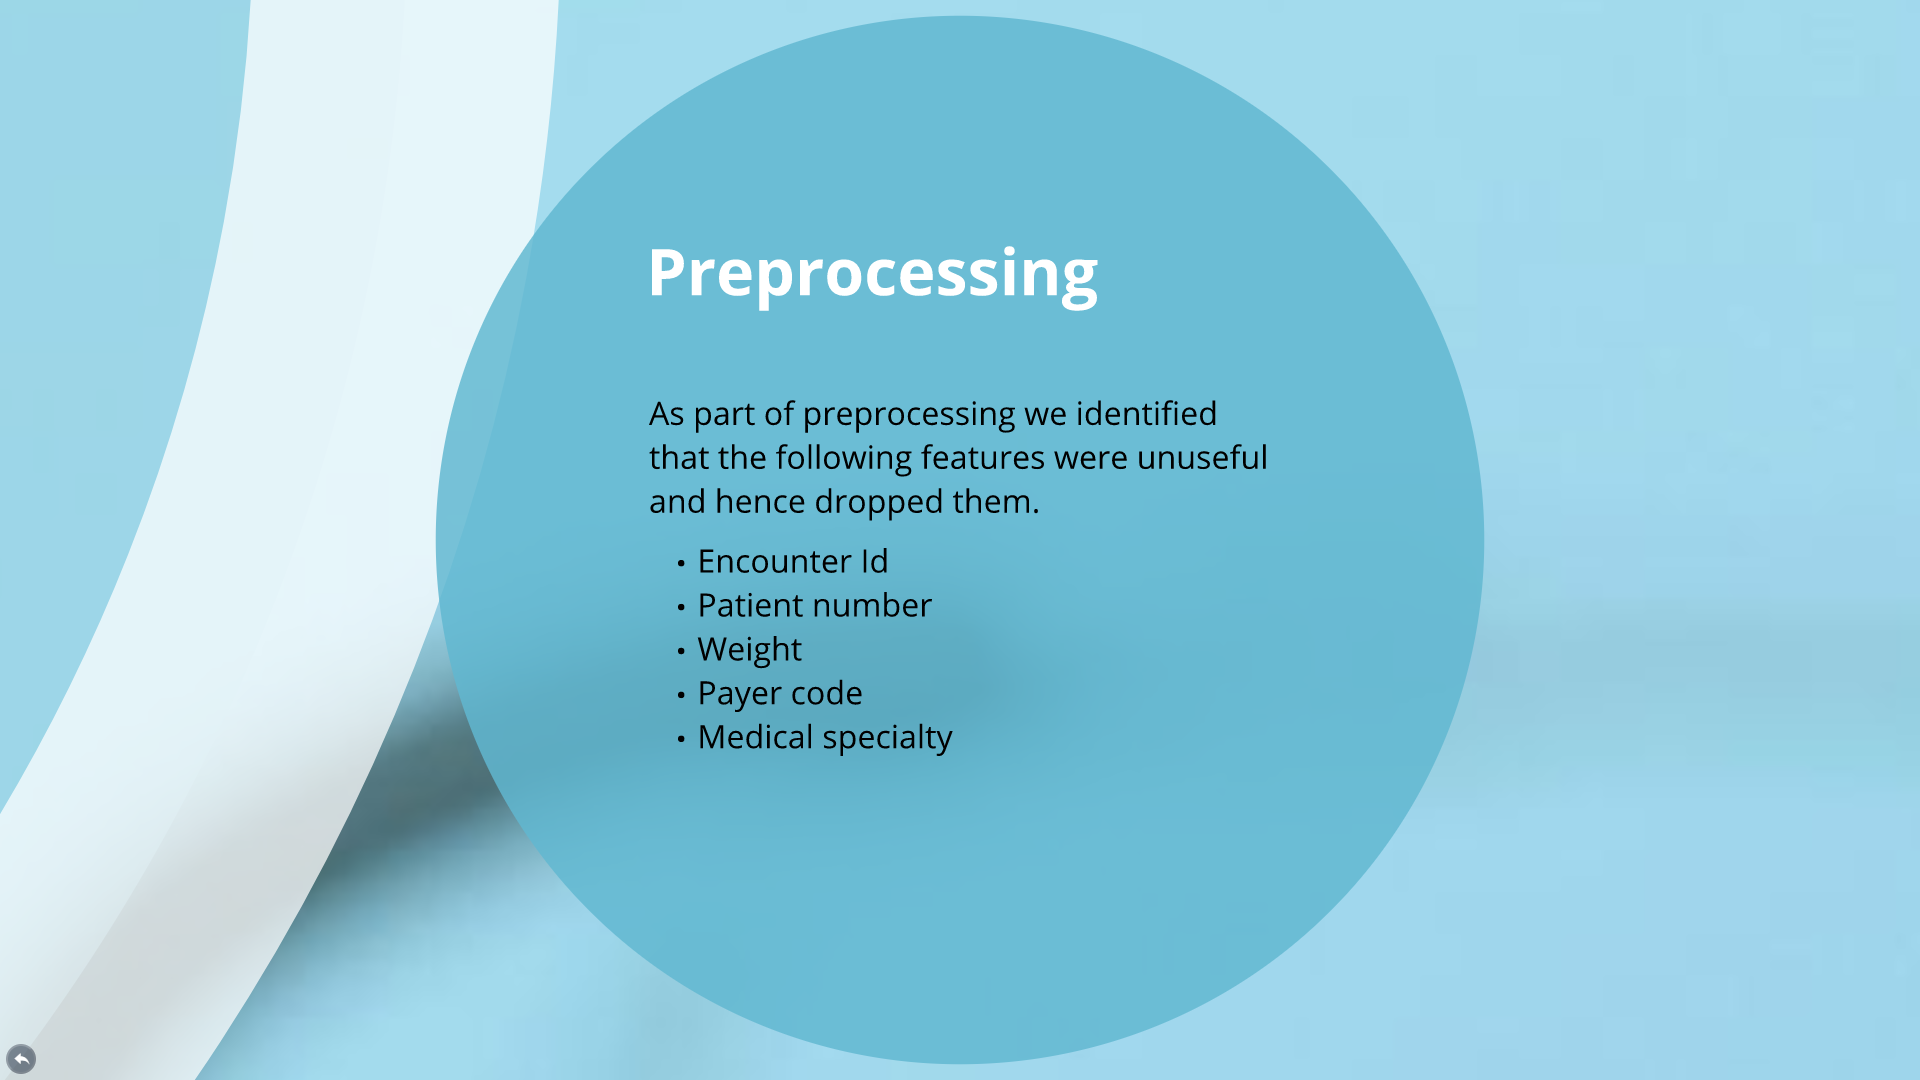 Preprocessing
As part of preprocessing we identified
that the following features were unuseful
and hence dropped them.
• Encounter Id
• Patient number
• Weight
• Payer code
• Medical specialty